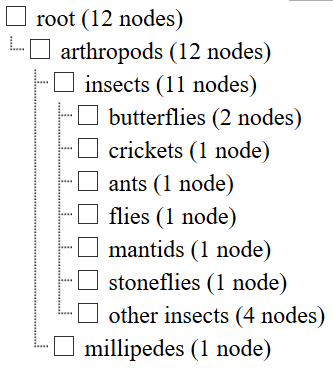 root (12 nodes)
arthropods (12 nodes)
insects (11 nodes)
butterflies (2 nodes)
crickets (1 node)
ants (1 node)
flies (1 node)
mantids (1 node)
stoneflies (1 node)
other insects (4 nodes)
millipedes (1 node)